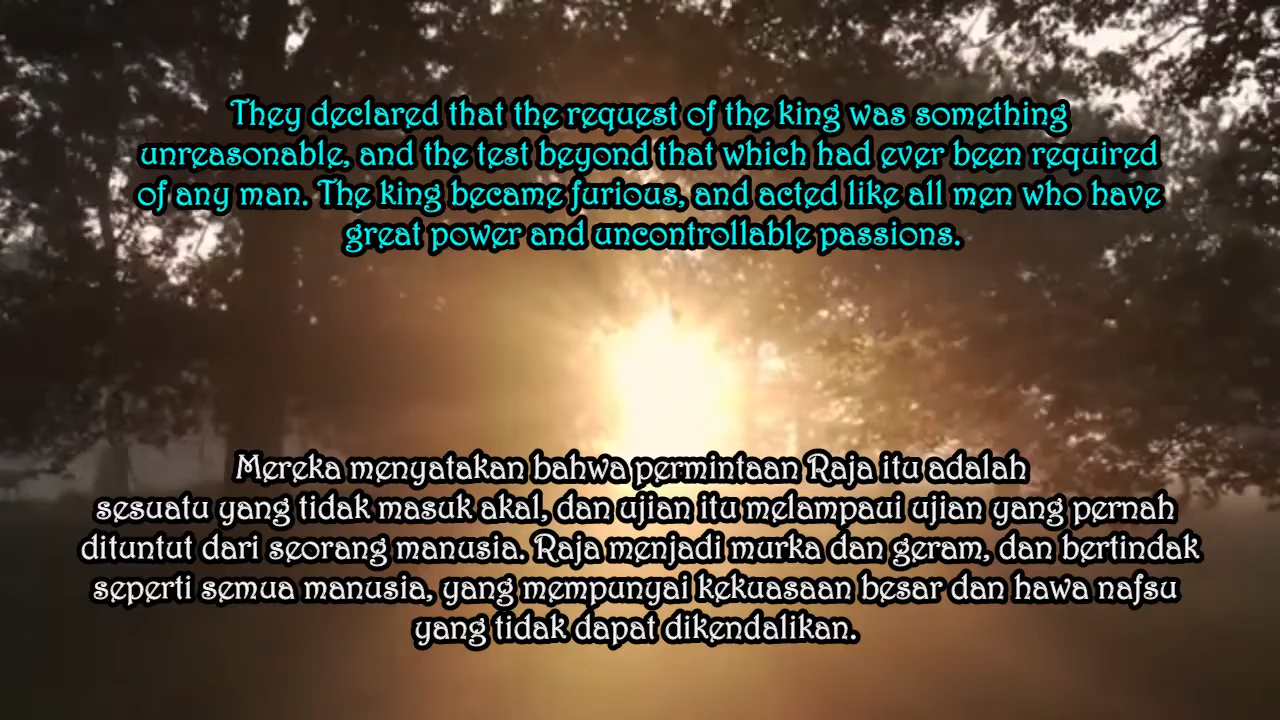 They declared that the request of the king was something
unreasonable, and the test beyond that which had ever been required
of any man. The king became furious, and acted like all men who have
great power and uncontrollable passions.
Mereka menyatakan bahwa permintaan Raja itu adalah
sesuatu yang tidak masuk akal, dan ujian itu melampaui ujian yang pernah
dituntut dari seorang manusia. Raja menjadi murka dan geram, dan bertindak
seperti semua manusia, yang mempunyai kekuasaan besar dan hawa nafsu
yang tidak dapat dikendalikan.